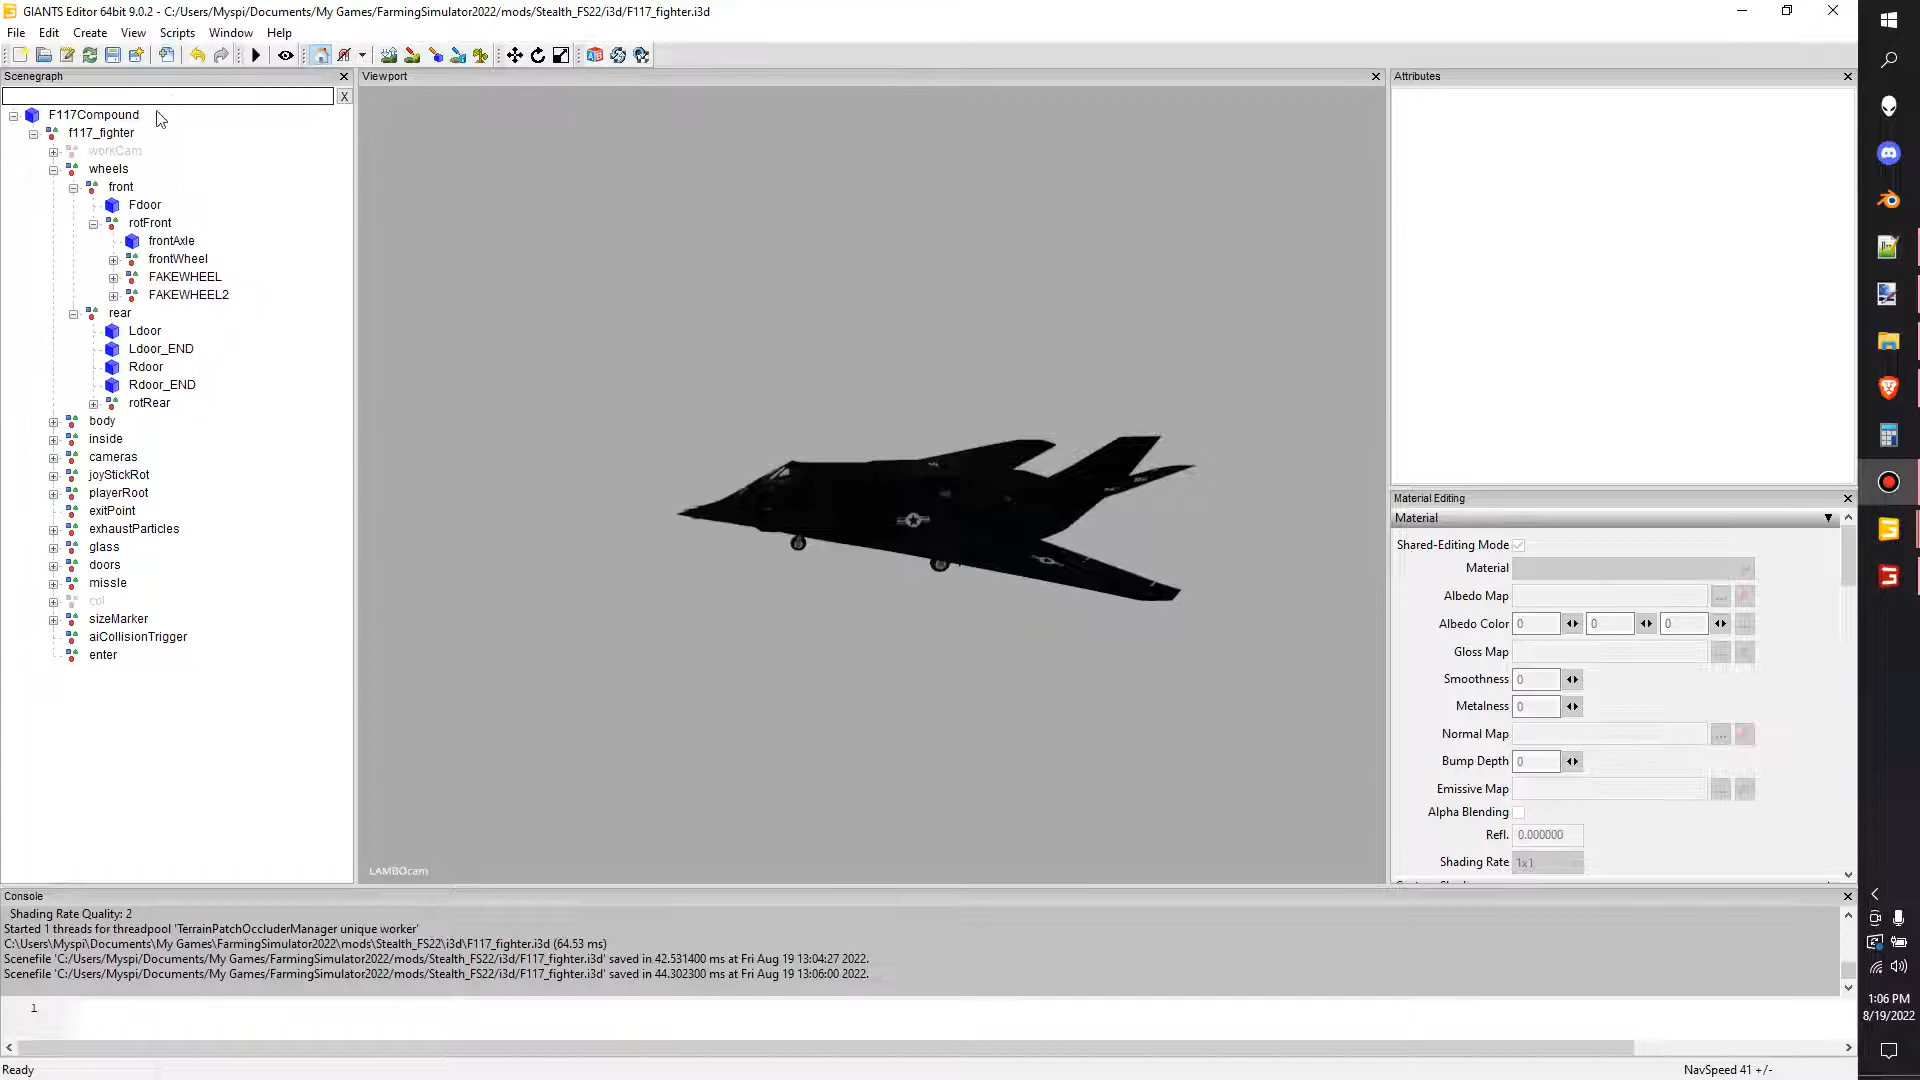 GIANTS Editor 64bit 9.0.2 - C:/Users/Myspi/Documents/My Games/FarmingSimulator2022/mods/Stealth_FS22/i3d/F117_fighter.i3d
File Edit Create View Scripts Window Help
Scenegraph
Viewport
Attributes
X
F117Compound
f117_fighter
workCam
wheels
front
Fdoor
rotFront
frontAxle
frontWheel
FAKEWHEEL
FAKEWHEEL2
rear
Ldoor
Ldoor_END
Rdoor
Rdoor_END
rotRear
body
inside
cameras
joyStickRot
playerRoot
exitPoint
exhaustParticles
glass
doors
missle
col
sizeMarker
aiCollisionTrigger
enter
LAMBOcam
Material Editing
Material
Shared-Editing Mode
Material
Albedo Map ...
Albedo Color 0 0 0
Gloss Map
Smoothness 0
Metalness 0
Normal Map ...
Bump Depth 0
Emissive Map
Alpha Blending
Refl. 0.000000
Shading Rate 1x1
Console
Shading Rate Quality: 2
Started 1 threads for threadpool 'TerrainPatchOccluderManager unique worker'
C:\Users\Myspi\Documents\My Games\FarmingSimulator2022\mods\Stealth_FS22\i3d\F117_fighter.i3d (64.53 ms)
Scenefile 'C:/Users/Myspi/Documents/My Games/FarmingSimulator2022/mods/Stealth_FS22/i3d/F117_fighter.i3d' saved in 42.531400 ms at Fri Aug 19 13:04:27 2022.
Scenefile 'C:/Users/Myspi/Documents/My Games/FarmingSimulator2022/mods/Stealth_FS22/i3d/F117_fighter.i3d' saved in 44.302300 ms at Fri Aug 19 13:06:00 2022.
1
Ready
NavSpeed 41 +/-
1:06 PM
8/19/2022